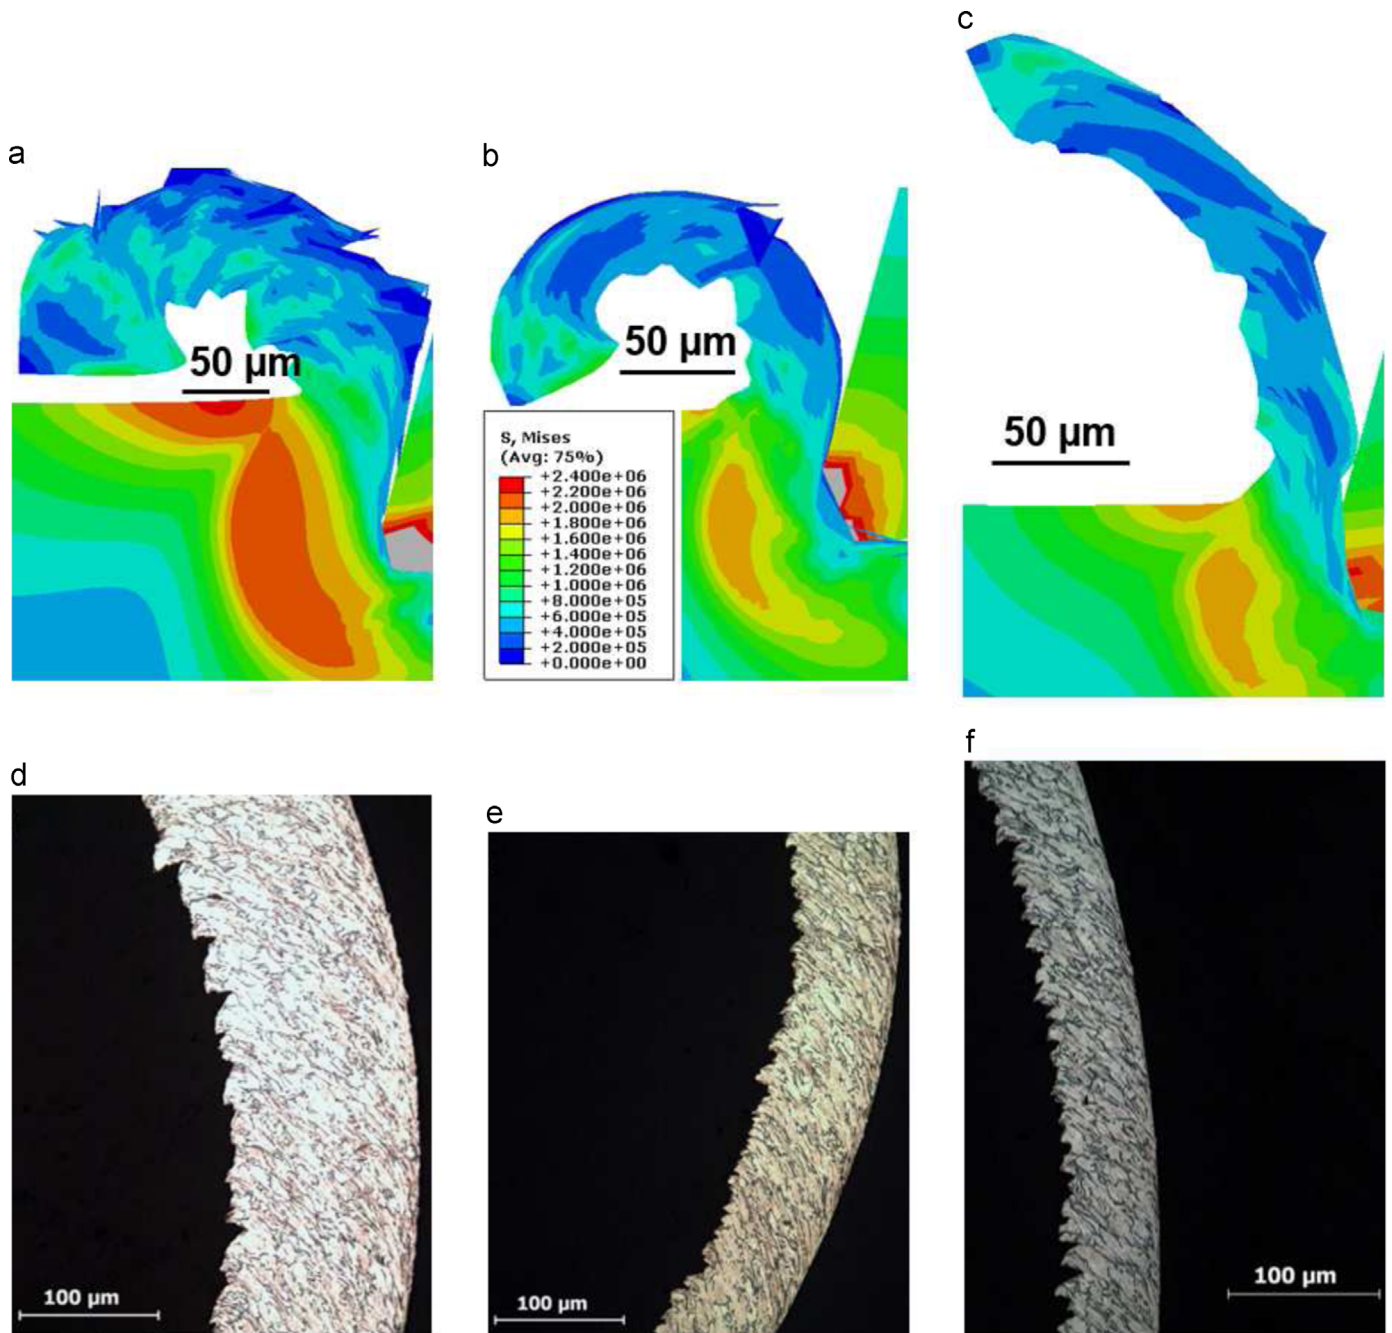 c
a
b
50 µm
50 µm
50 µm
S, Mises
(Avg: 75%)
+2.400e+06
+2.200e+06
+2.000e+06
+1.800e+06
+1.600e+06
+1.400e+06
+1.200e+06
+1.000e+06
+8.000e+05
+6.000e+05
+4.000e+05
+2.000e+05
+0.000e+00
d
e
f
100 µm
100 µm
100 µm